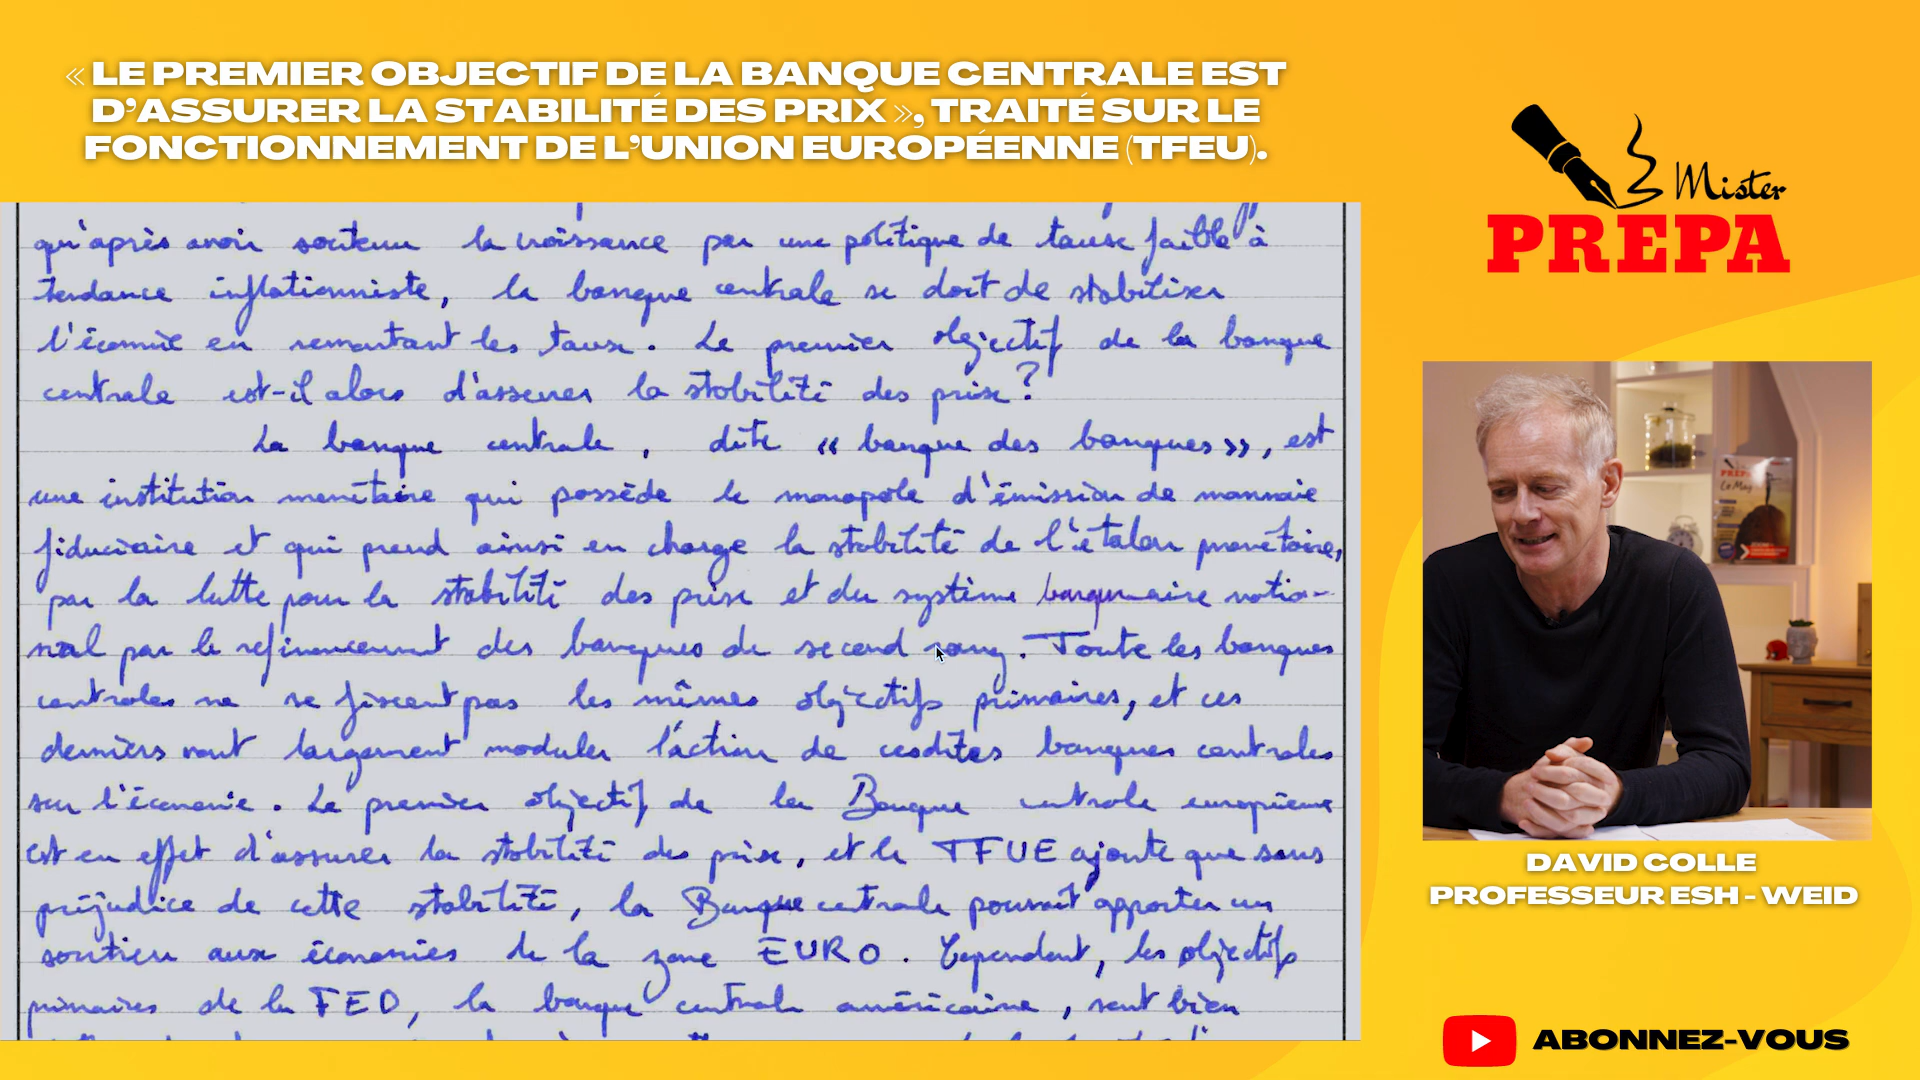 « LE PREMIER OBJECTIF DE LA BANQUE CENTRALE EST
D’ASSURER LA STABILITÉ DES PRIX », TRAITÉ SUR LE
FONCTIONNEMENT DE L’UNION EUROPÉENNE (TFEU).
qu'après avoir soutenu la croissance par une politique de taux faible à
tendance inflationniste, la banque centrale se doit de stabiliser
l'économie en remontant les taux. Le premier objectif de la banque
centrale est-il alors d'assurer la stabilité des prix ?
La banque centrale, dite « banque des banques », est
une institution monétaire qui possède le monopole d'émission de monnaie
fiduciaire et qui prend ainsi en charge la stabilité de l'étalon monétaire,
par la lutte pour la stabilité des prix et du système bancaire natio-
nal par le refinancement des banques de second rang. Toute les banques
centrales ne se fixent pas les mêmes objectifs primaires, et ces
derniers vont largement moduler l'action de cesdites banques centrales
sur l'économie. Le premier objectif de la Banque centrale européenne
est en effet d'assurer la stabilité des prix, et le TFUE ajoute que sans
préjudice de cette stabilité, la Banque centrale pouvait apporter un
soutien aux économies de la zone EURO. Cependant, les objectifs
primaires de la FED, la banque centrale américaine, sont bien
Mister
PREPA
DAVID COLLE
PROFESSEUR ESH - WEID
ABONNEZ-VOUS